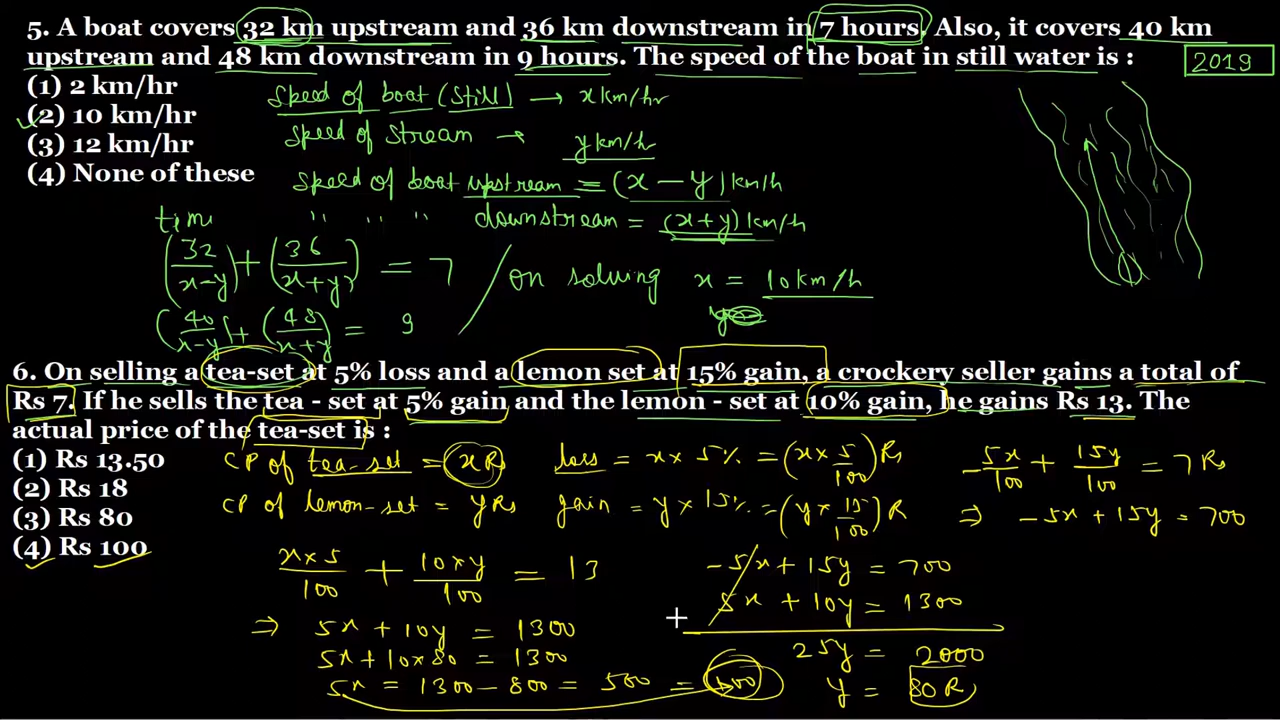 5. A boat covers 32 km upstream and 36 km downstream in 7 hours. Also, it covers 40 km
upstream and 48 km downstream in 9 hours. The speed of the boat in still water is :
2019
(1) 2 km/hr
(2) 10 km/hr
(3) 12 km/hr
(4) None of these
Speed of boat (Still) → x km/hr
Speed of Stream → y km/h
Speed of boat upstream = (x - y) km/h
" " " downstream = (x+y) km/h
time
(32/x-y) + (36/x+y) = 7
(40/x-y) + (48/x+y) = 9
on solving x = 10 km/h
6. On selling a tea-set at 5% loss and a lemon set at 15% gain, a crockery seller gains a total of
Rs 7. If he sells the tea - set at 5% gain and the lemon - set at 10% gain, he gains Rs 13. The
actual price of the tea-set is :
(1) Rs 13.50
(2) Rs 18
(3) Rs 80
(4) Rs 100
CP of tea-set = x R
CP of lemon-set = y Rs
loss = x × 5% = (x × 5/100) Rs
gain = y × 15% = (y × 15/100) R
-5x/100 + 15y/100 = 7 Rs
⇒ -5x + 15y = 700
x×5/100 + 10×y/100 = 13
⇒ 5x + 10y = 1300
5x + 10×80 = 1300
5x = 1300 - 800 = 500 = 100
-5x + 15y = 700
+ 5x + 10y = 1300
25y = 2000
y = 80 R